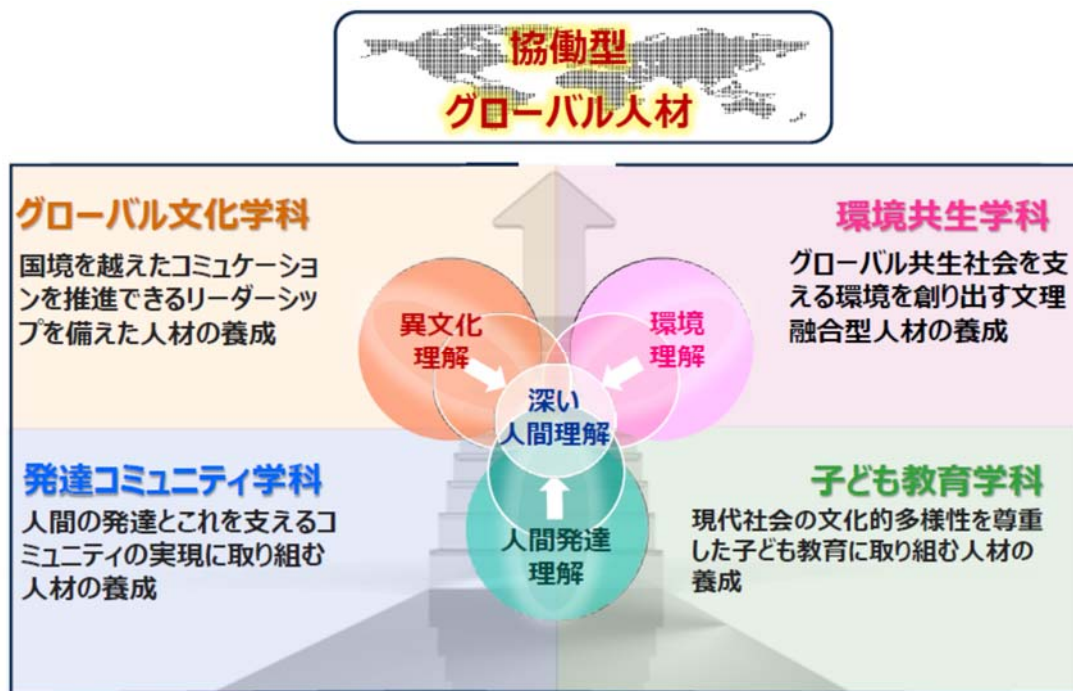 協働型
グローバル人材
グローバル文化学科
国境を越えたコミュケーショ
ンを推進できるリーダーシッ
プを備えた人材の養成
環境共生学科
グローバル共生社会を支
える環境を創り出す文理
融合型人材の養成
異文化
理解
環境
理解
深い
人間理解
人間発達
理解
発達コミュニティ学科
人間の発達とこれを支えるコ
ミュニティの実現に取り組む
人材の養成
子ども教育学科
現代社会の文化的多様性を尊重
した子ども教育に取り組む人材の
養成